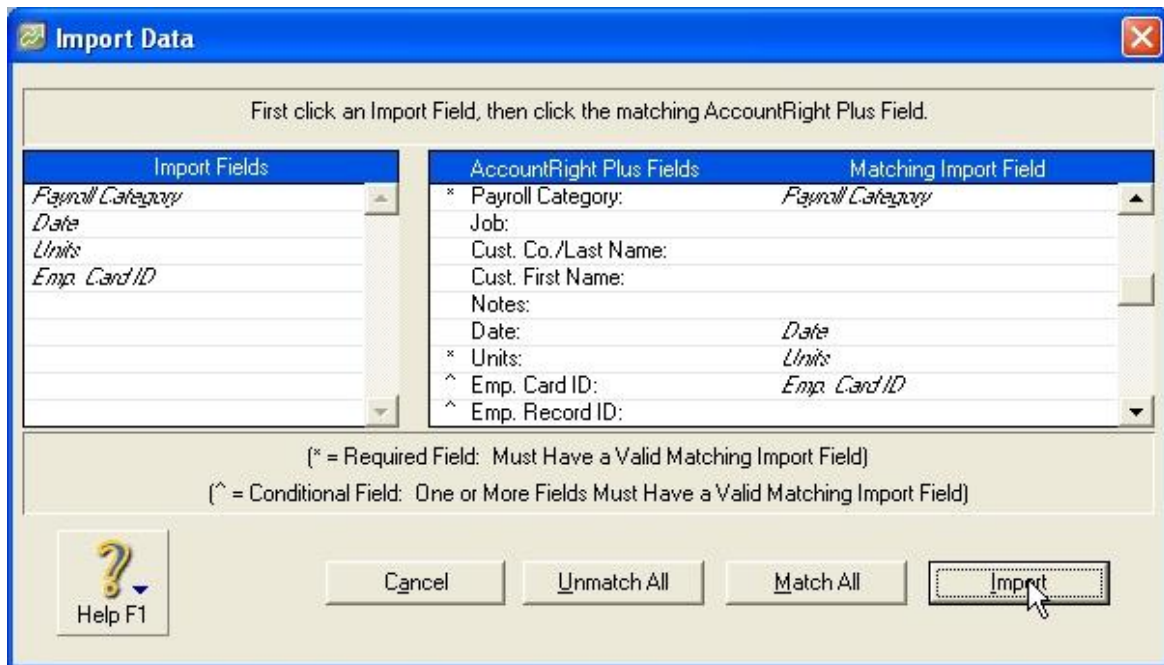 Import Data
First click an Import Field, then click the matching AccountRight Plus Field.
Import Fields
Payroll Category
Date
Units
Emp. Card ID
AccountRight Plus Fields Matching Import Field
* Payroll Category: Payroll Category
Job:
Cust. Co./Last Name:
Cust. First Name:
Notes:
Date: Date
* Units: Units
^ Emp. Card ID: Emp. Card ID
^ Emp. Record ID:
(* = Required Field: Must Have a Valid Matching Import Field)
(^ = Conditional Field: One or More Fields Must Have a Valid Matching Import Field)
Help F1
Cancel Unmatch All Match All Import